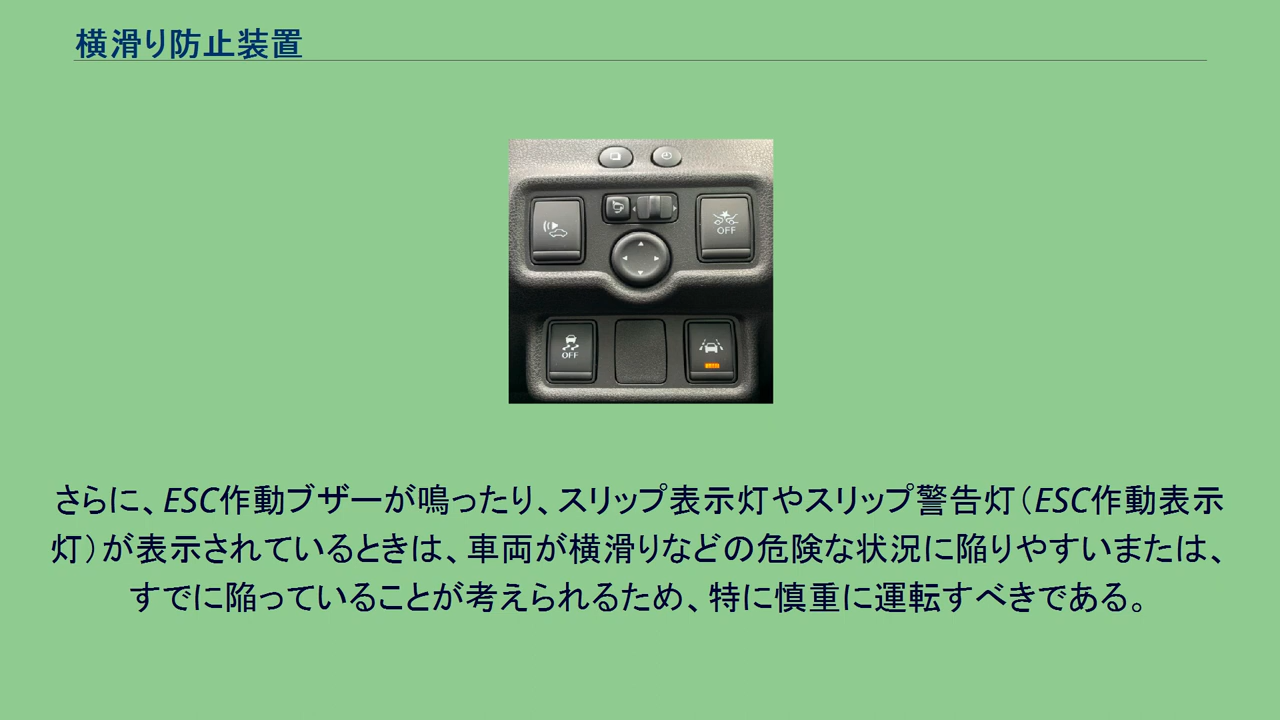 横滑り防止装置
OFF
OFF
さらに、ESC作動ブザーが鳴ったり、スリップ表示灯やスリップ警告灯（ESC作動表示
灯）が表示されているときは、車両が横滑りなどの危険な状況に陥りやすいまたは、
すでに陥っていることが考えられるため、特に慎重に運転すべきである。